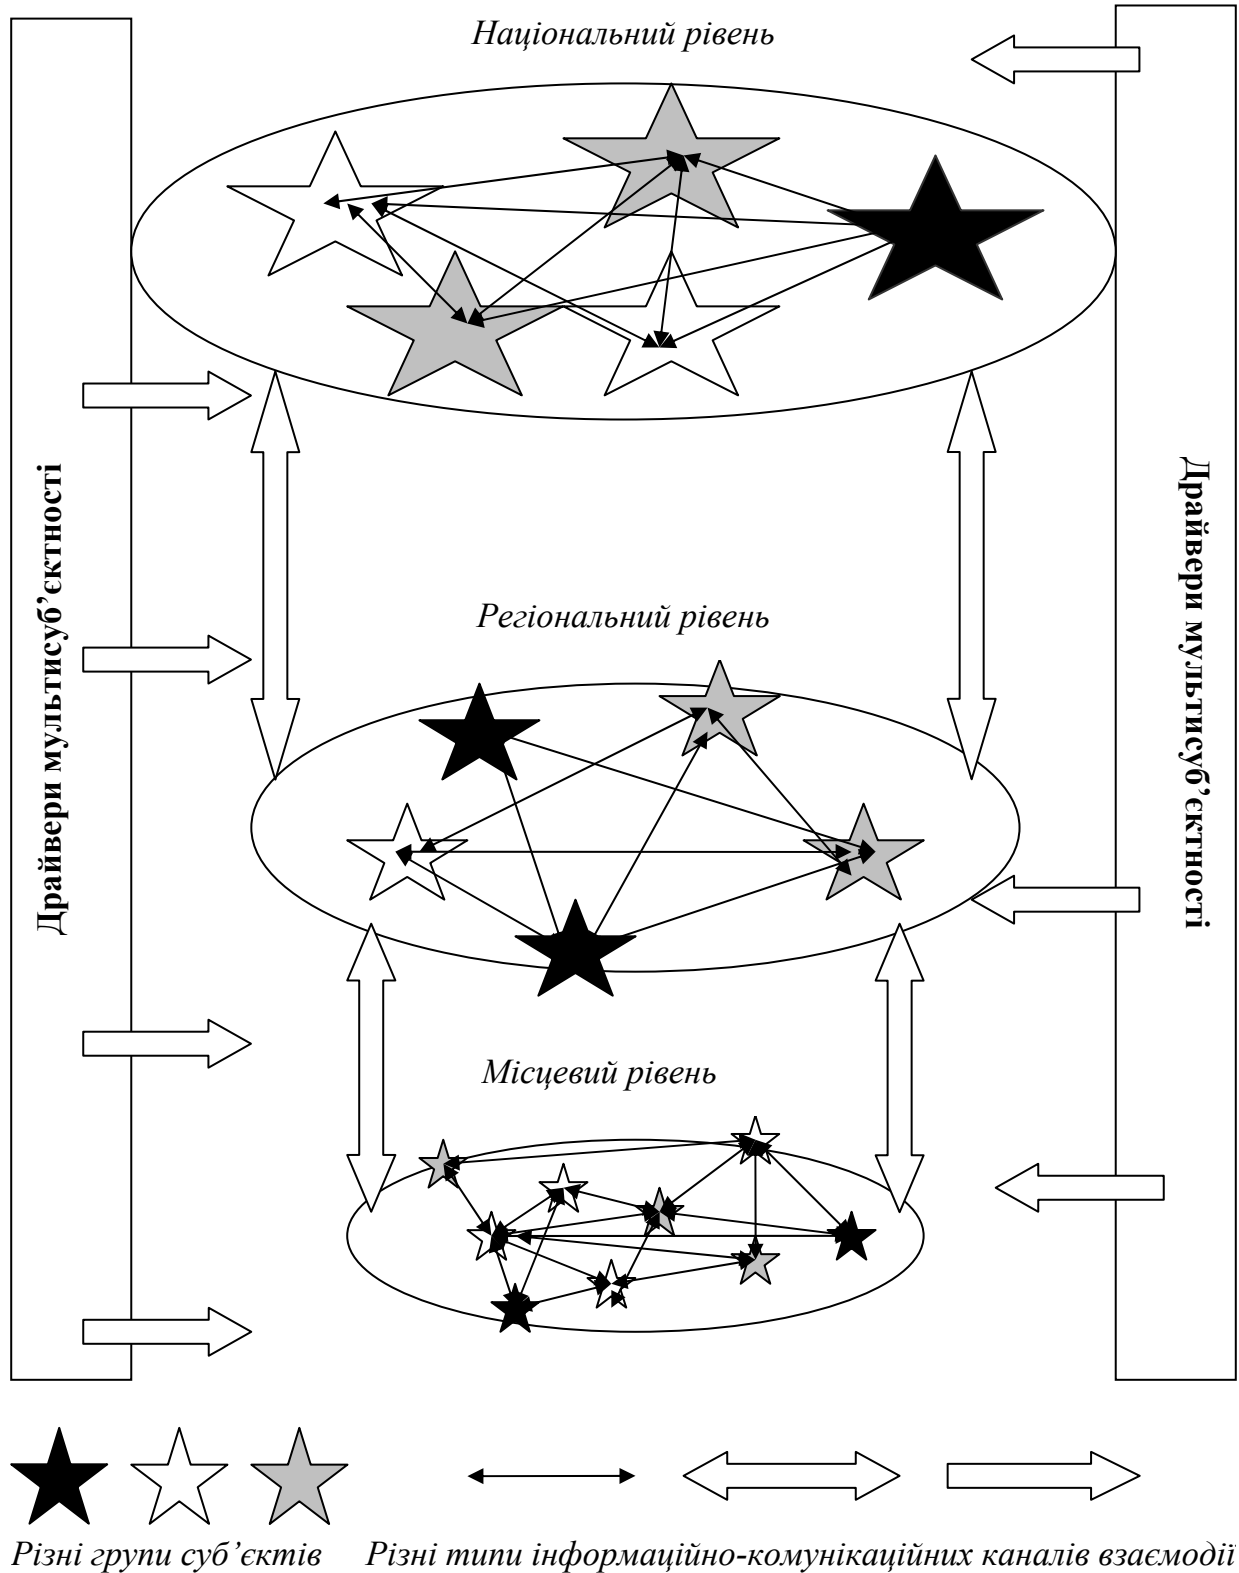 Національний рівень
Драйвери мультисуб’єктності
Драйвери мультисуб’єктності
Регіональний рівень
Місцевий рівень
Різні групи суб’єктів
Різні типи інформаційно-комунікаційних каналів взаємодії